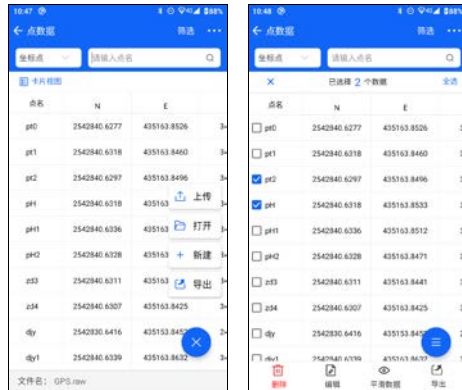 10:47
88%
点数据
筛选
坐标点
请输入点名
卡片视图
点名 N E
pt0 2542840.6277 435163.8526
pt1 2542840.6318 435163.8460
pt2 2542840.6297 435163.8496
pH 2542840.6318 435163
pH1 2542840.6336 435163
pH2 2542840.6328 435163
zd3 2542840.6311 435163
zd4 2542840.6307 435163.8425
djy 2542830.6416
djy1 2542840.6339 435163.8632
上传
打开
新建
导出
文件名: GPS.raw
10:48
88%
点数据
筛选
坐标点
请输入点名
已选择 2 个数据
全选
点名 N E
pt0 2542840.6277 435163.8526
pt1 2542840.6318 435163.8460
pt2 2542840.6297 435163.8496
pH 2542840.6318 435163.8533
pH1 2542840.6336 435163.8512
pH2 2542840.6328 435163.8471
zd3 2542840.6311 435163.8441
zd4 2542840.6307 435163.8425
djy 2542830.6416
djy1 2542840.6339 435163.8632
删除
编辑
平滑数据
导出